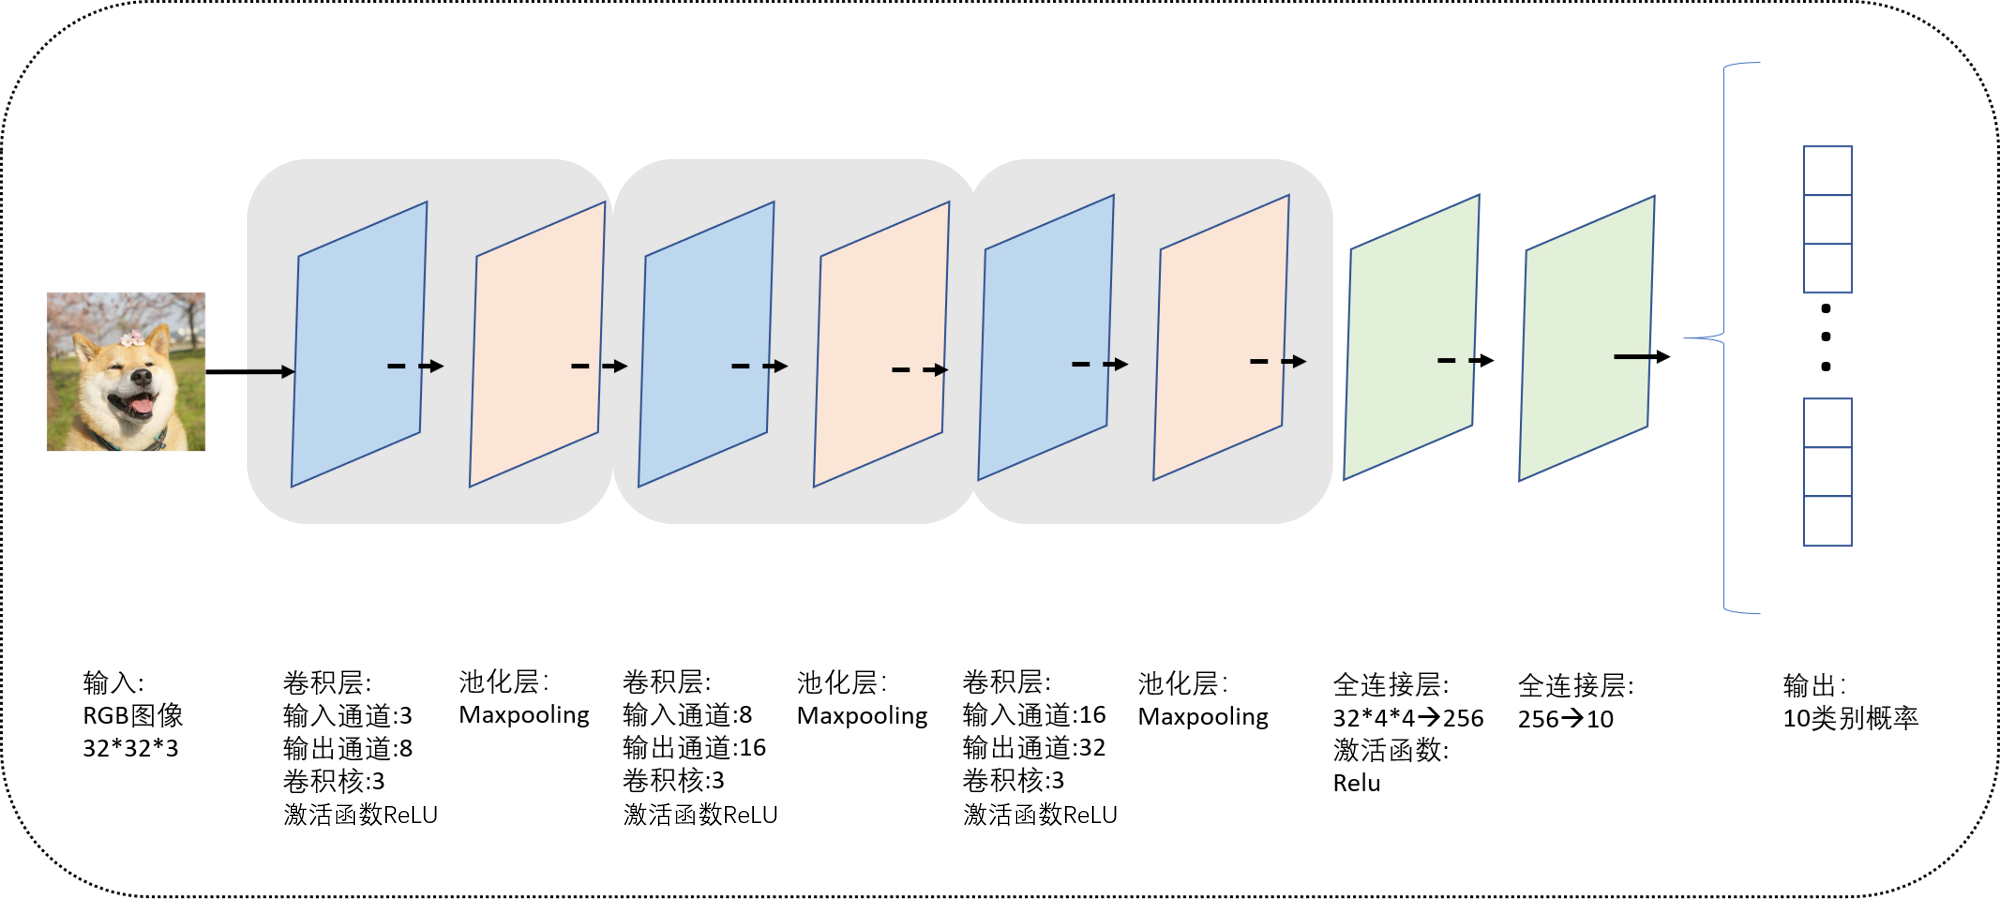 输入:
RGB图像
32*32*3
卷积层:
输入通道:3
输出通道:8
卷积核:3
激活函数ReLU
池化层:
Maxpooling
卷积层:
输入通道:8
输出通道:16
卷积核:3
激活函数ReLU
池化层:
Maxpooling
卷积层:
输入通道:16
输出通道:32
卷积核:3
激活函数ReLU
池化层:
Maxpooling
全连接层:
32*4*4→256
激活函数:
Relu
全连接层:
256→10
输出:
10类别概率